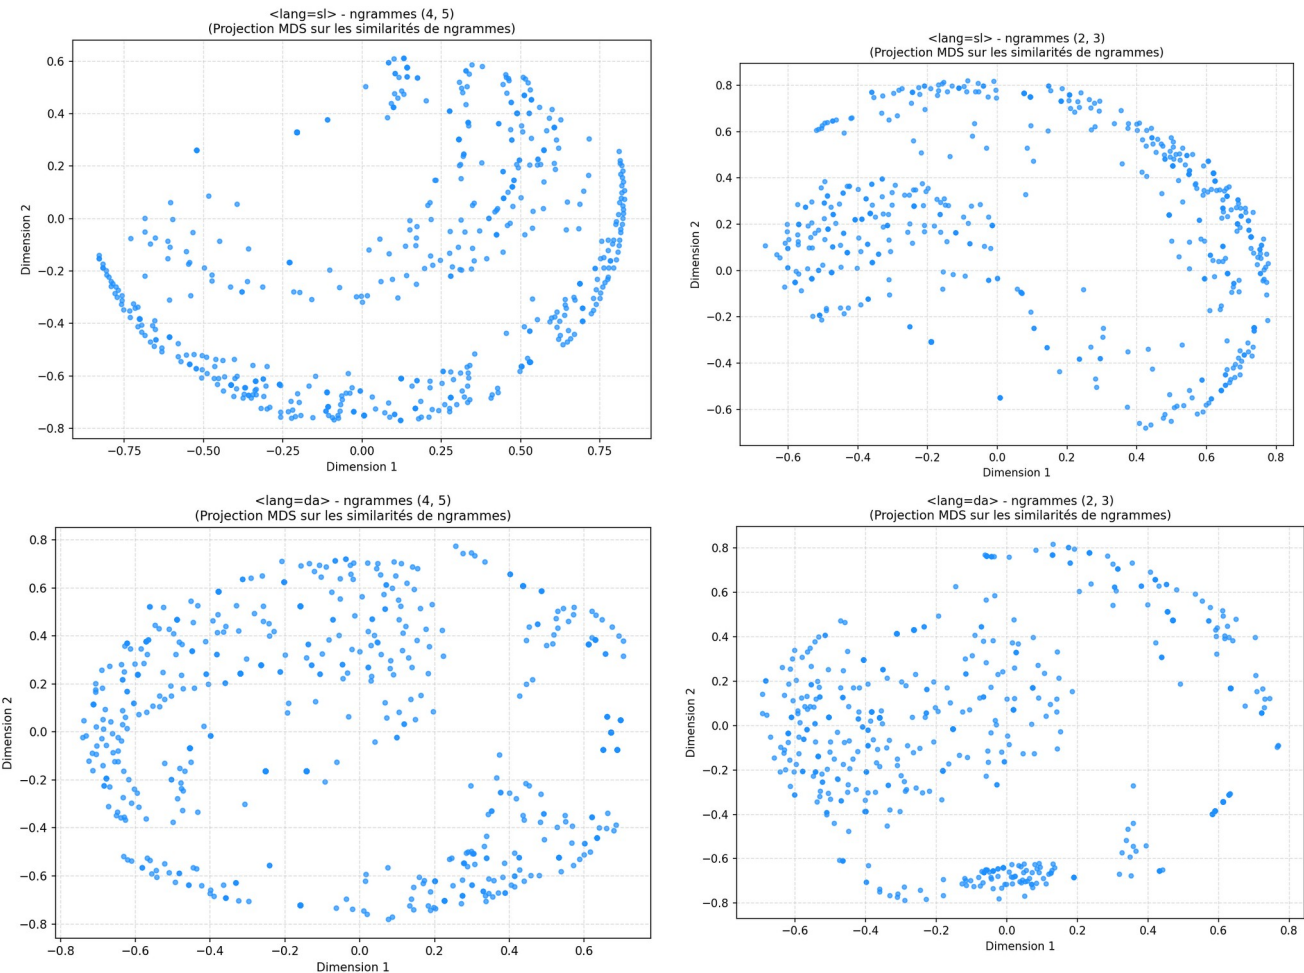 <lang=sl> - ngrammes (4, 5)
(Projection MDS sur les similarités de ngrammes)
0.6
0.4
0.2
0.0
−0.2
−0.4
−0.6
−0.8
Dimension 2
−0.75 −0.50 −0.25 0.00 0.25 0.50 0.75
Dimension 1
<lang=sl> - ngrammes (2, 3)
(Projection MDS sur les similarités de ngrammes)
0.8
0.6
0.4
0.2
0.0
−0.2
−0.4
−0.6
Dimension 2
−0.6 −0.4 −0.2 0.0 0.2 0.4 0.6 0.8
Dimension 1
<lang=da> - ngrammes (4, 5)
(Projection MDS sur les similarités de ngrammes)
0.8
0.6
0.4
0.2
0.0
−0.2
−0.4
−0.6
−0.8
Dimension 2
−0.8 −0.6 −0.4 −0.2 0.0 0.2 0.4 0.6
Dimension 1
<lang=da> - ngrammes (2, 3)
(Projection MDS sur les similarités de ngrammes)
0.8
0.6
0.4
0.2
0.0
−0.2
−0.4
−0.6
−0.8
Dimension 2
−0.6 −0.4 −0.2 0.0 0.2 0.4 0.6 0.8
Dimension 1